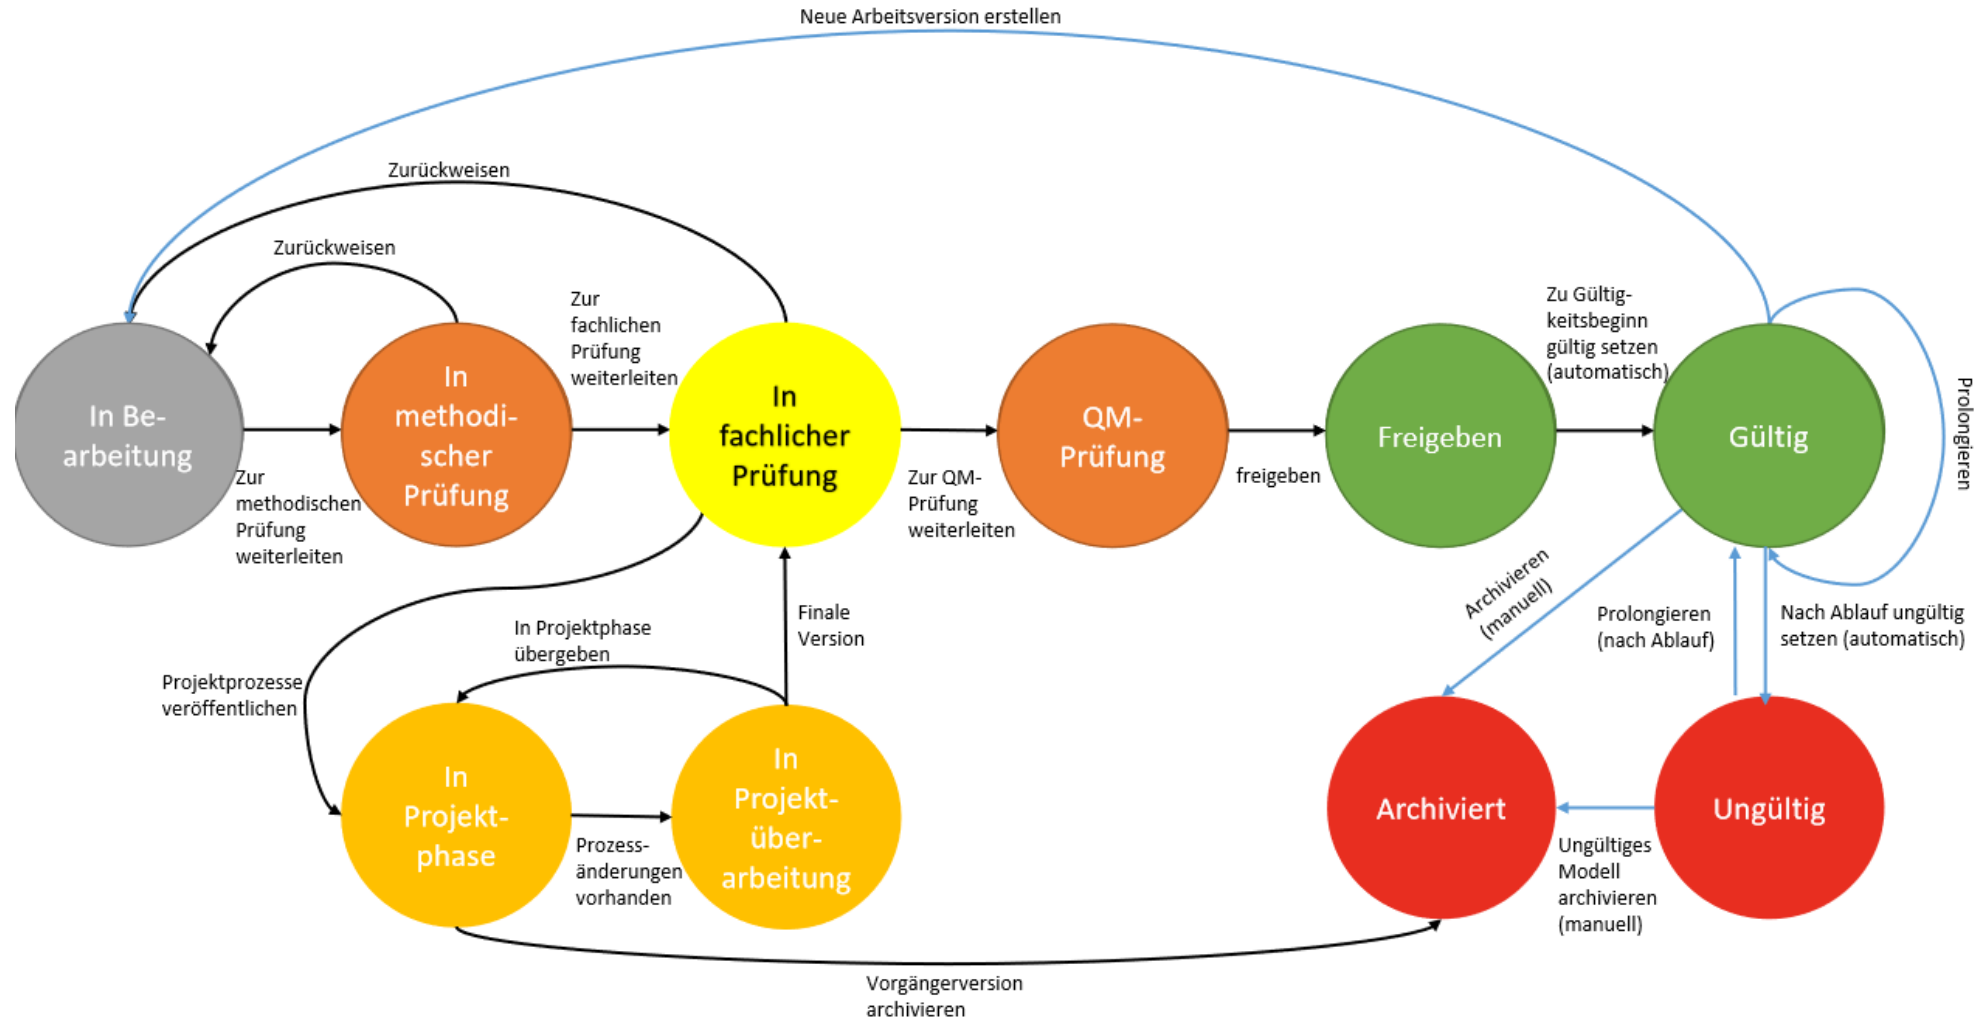 Neue Arbeitsversion erstellen
Zurückweisen
Zurückweisen
Zur
fachlichen
Prüfung
weiterleiten
Zu Gültig-
keitsbeginn
gültig setzen
(automatisch)
In Be-
arbeitung
In
methodi-
scher
Prüfung
In
fachlicher
Prüfung
QM-
Prüfung
Freigeben
Gültig
Prolongieren
Zur
methodischen
Prüfung
weiterleiten
Zur QM-
Prüfung
weiterleiten
freigeben
Archivieren
(manuell)
Prolongieren
(nach Ablauf)
Nach Ablauf ungültig
setzen (automatisch)
In Projektphase
übergeben
Finale
Version
Projektprozesse
veröffentlichen
In
Projekt-
phase
Prozess-
änderungen
vorhanden
In
Projekt-
über-
arbeitung
Archiviert
Ungültig
Ungültiges
Modell
archivieren
(manuell)
Vorgängerversion
archivieren